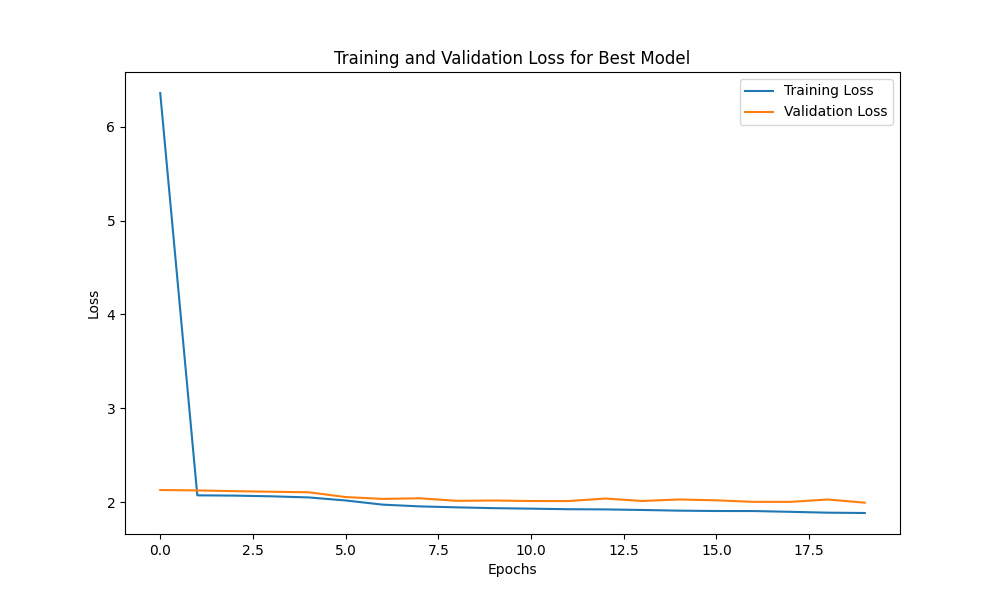 Training and Validation Loss for Best Model
Training Loss
Validation Loss
6
5
4
3
2
Loss
0.0 2.5 5.0 7.5 10.0 12.5 15.0 17.5
Epochs